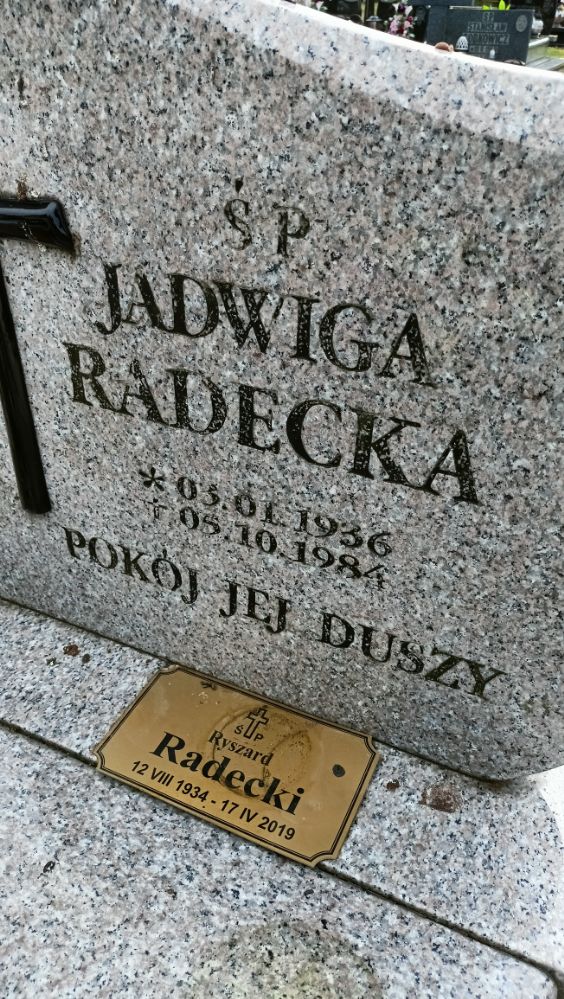 ŚP
STANISŁAW
Ś P
JADWIGA
RADECKA
* 03.01.1936
† 05.10.1984
POKÓJ JEJ DUSZY
Ś P
Ryszard
Radecki
12 VIII 1934 - 17 IV 2019